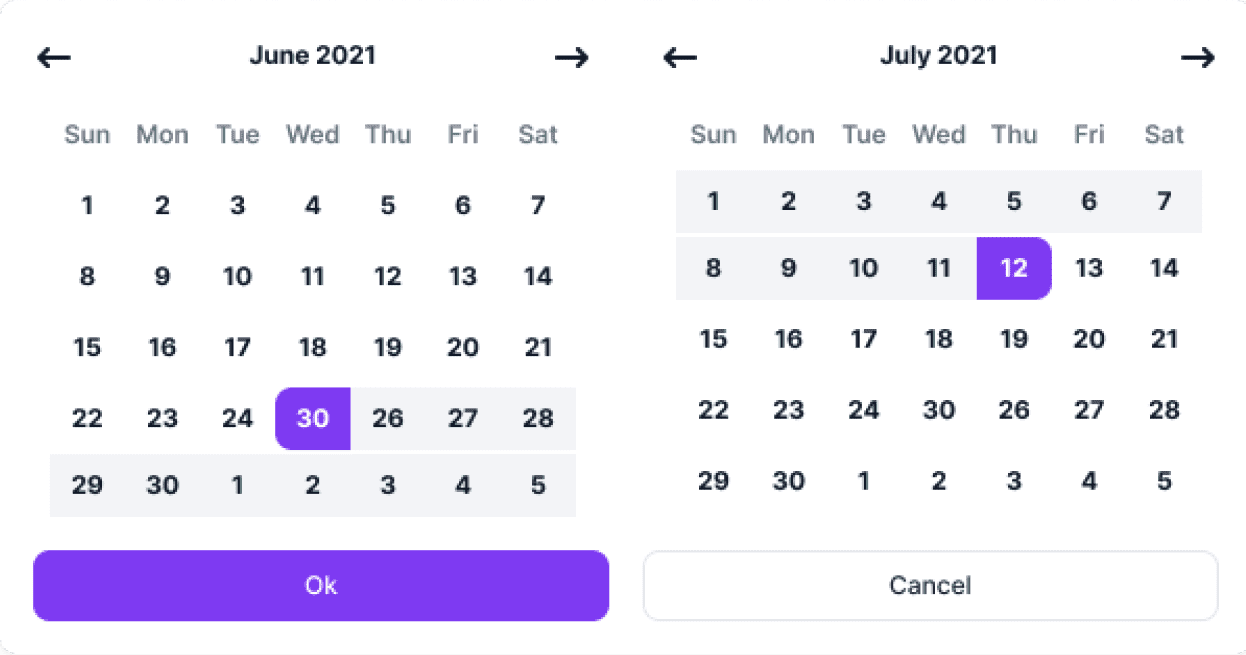 June 2021
Sun Mon Tue Wed Thu Fri Sat
1 2 3 4 5 6 7
8 9 10 11 12 13 14
15 16 17 18 19 20 21
22 23 24 30 26 27 28
29 30 1 2 3 4 5
Ok
July 2021
Sun Mon Tue Wed Thu Fri Sat
1 2 3 4 5 6 7
8 9 10 11 12 13 14
15 16 17 18 19 20 21
22 23 24 30 26 27 28
29 30 1 2 3 4 5
Cancel